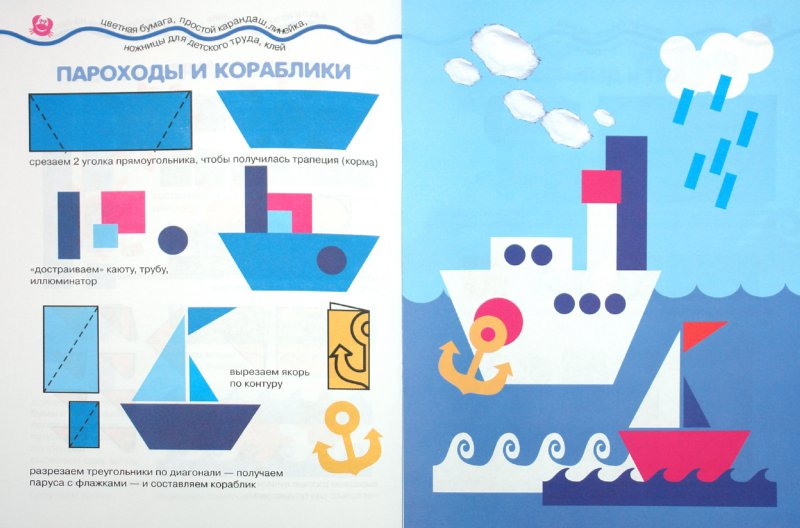 цветная бумага, простой карандаш, линейка,
ножницы для детского труда, клей
ПАРОХОДЫ И КОРАБЛИКИ
срезаем 2 уголка прямоугольника, чтобы получилась трапеция (корма)
«достраиваем» каюту, трубу,
иллюминатор
вырезаем якорь
по контуру
разрезаем треугольники по диагонали — получаем
паруса с флажками — и составляем кораблик